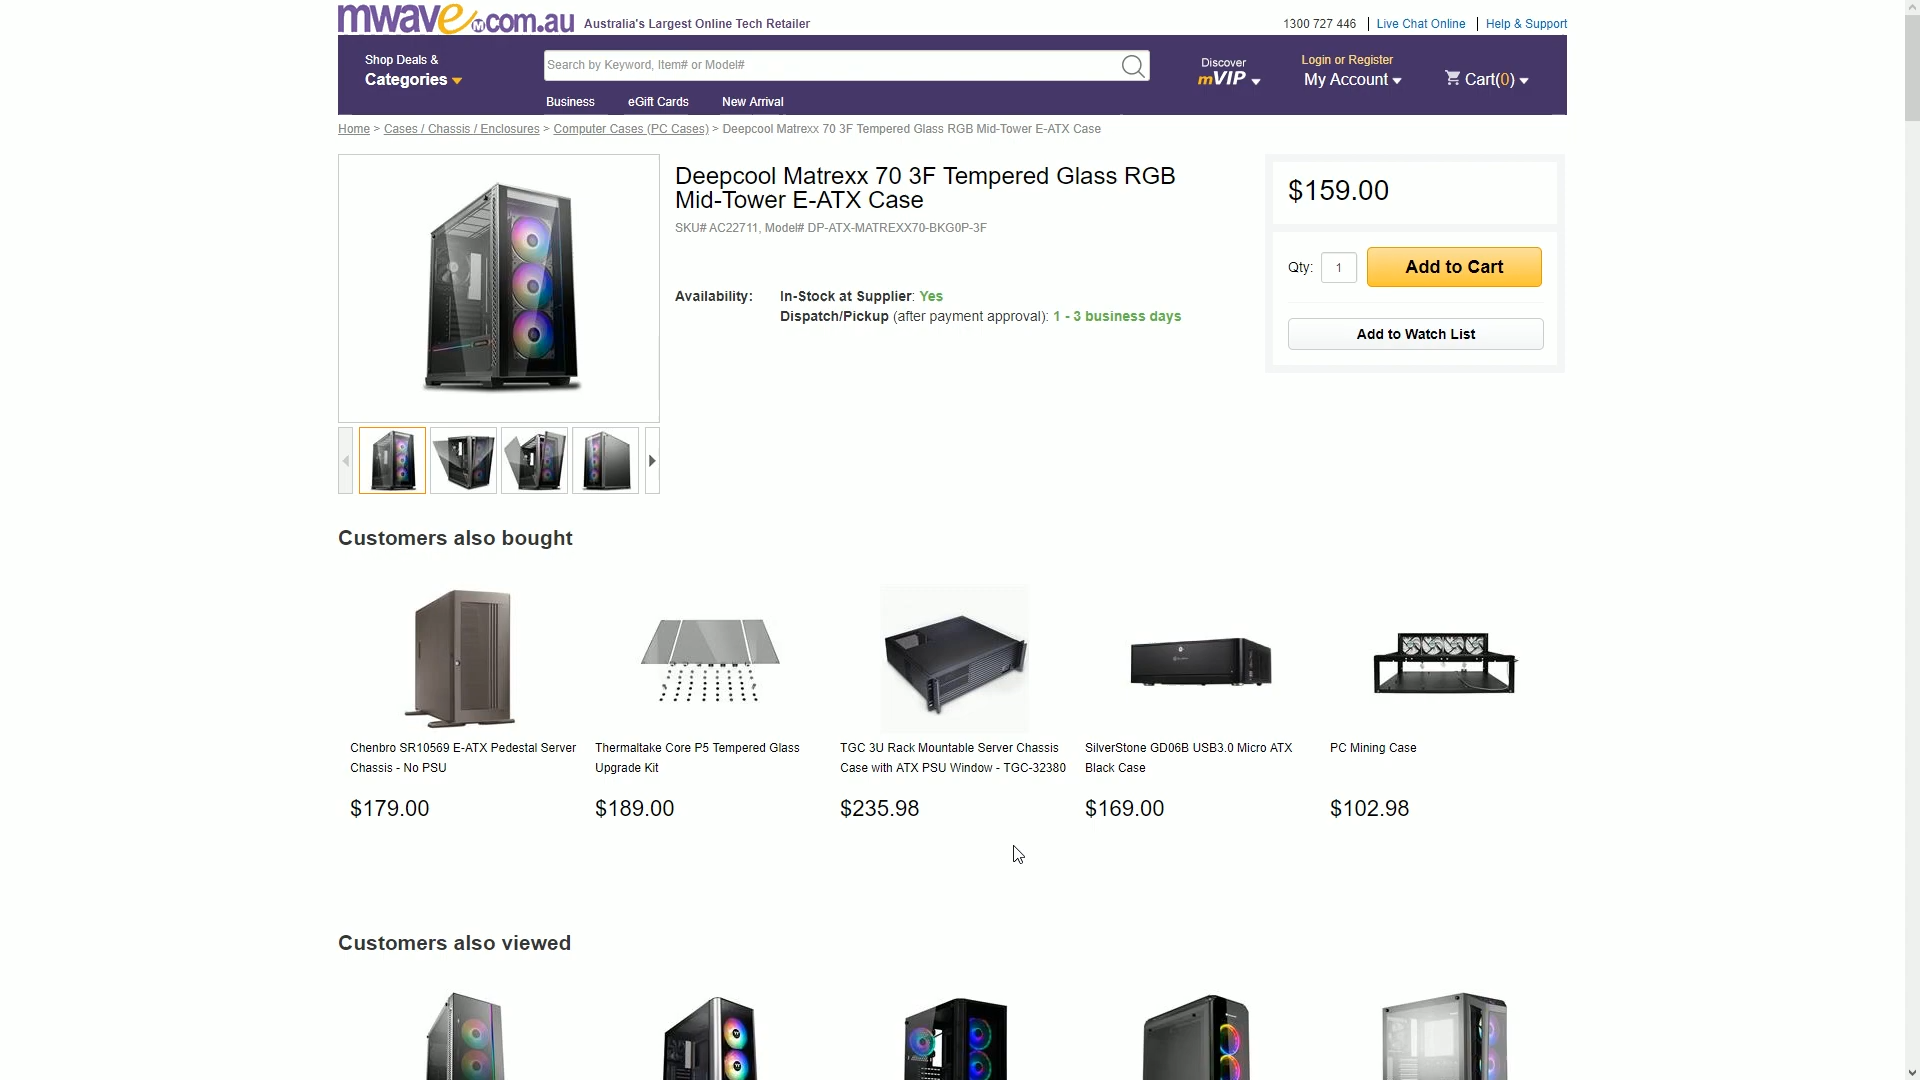 mwave.com.au Australia's Largest Online Tech Retailer
1300 727 446 | Live Chat Online | Help & Support
Shop Deals &
Categories
Search by Keyword, Item# or Model#
Discover
mVIP
Login or Register
My Account
Cart(0)
Business eGift Cards New Arrival
Home > Cases / Chassis / Enclosures > Computer Cases (PC Cases) > Deepcool Matrexx 70 3F Tempered Glass RGB Mid-Tower E-ATX Case
Deepcool Matrexx 70 3F Tempered Glass RGB
Mid-Tower E-ATX Case
SKU# AC22711, Model# DP-ATX-MATREXX70-BKG0P-3F
Availability: In-Stock at Supplier: Yes
Dispatch/Pickup (after payment approval): 1 - 3 business days
$159.00
Qty: 1 Add to Cart
Add to Watch List
Customers also bought
Chenbro SR10569 E-ATX Pedestal Server
Chassis - No PSU
$179.00
Thermaltake Core P5 Tempered Glass
Upgrade Kit
$189.00
TGC 3U Rack Mountable Server Chassis
Case with ATX PSU Window - TGC-32380
$235.98
SilverStone GD06B USB3.0 Micro ATX
Black Case
$169.00
PC Mining Case
$102.98
Customers also viewed